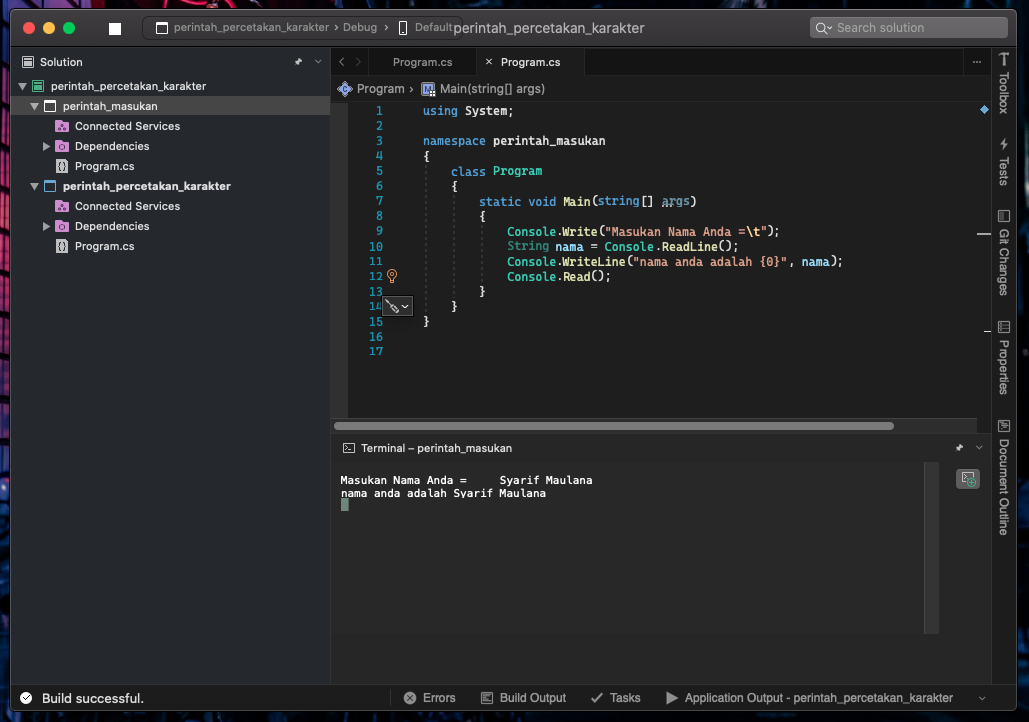 perintah_percetakan_karakter › Debug › Default
perintah_percetakan_karakter
Search solution
Solution
perintah_percetakan_karakter
perintah_masukan
Connected Services
Dependencies
Program.cs
perintah_percetakan_karakter
Connected Services
Dependencies
Program.cs
Program.cs
× Program.cs
Program › Main(string[] args)
1 using System;
2
3 namespace perintah_masukan
4 {
5 class Program
6 {
7 static void Main(string[] args)
8 {
9 Console.Write("Masukan Nama Anda =\t");
10 String nama = Console.ReadLine();
11 Console.WriteLine("nama anda adalah {0}", nama);
12 Console.Read();
13 }
14 }
15 }
16
17
Toolbox
Tests
Git Changes
Properties
Document Outline
Terminal – perintah_masukan
Masukan Nama Anda = Syarif Maulana
nama anda adalah Syarif Maulana
Build successful.
Errors
Build Output
Tasks
Application Output - perintah_percetakan_karakter